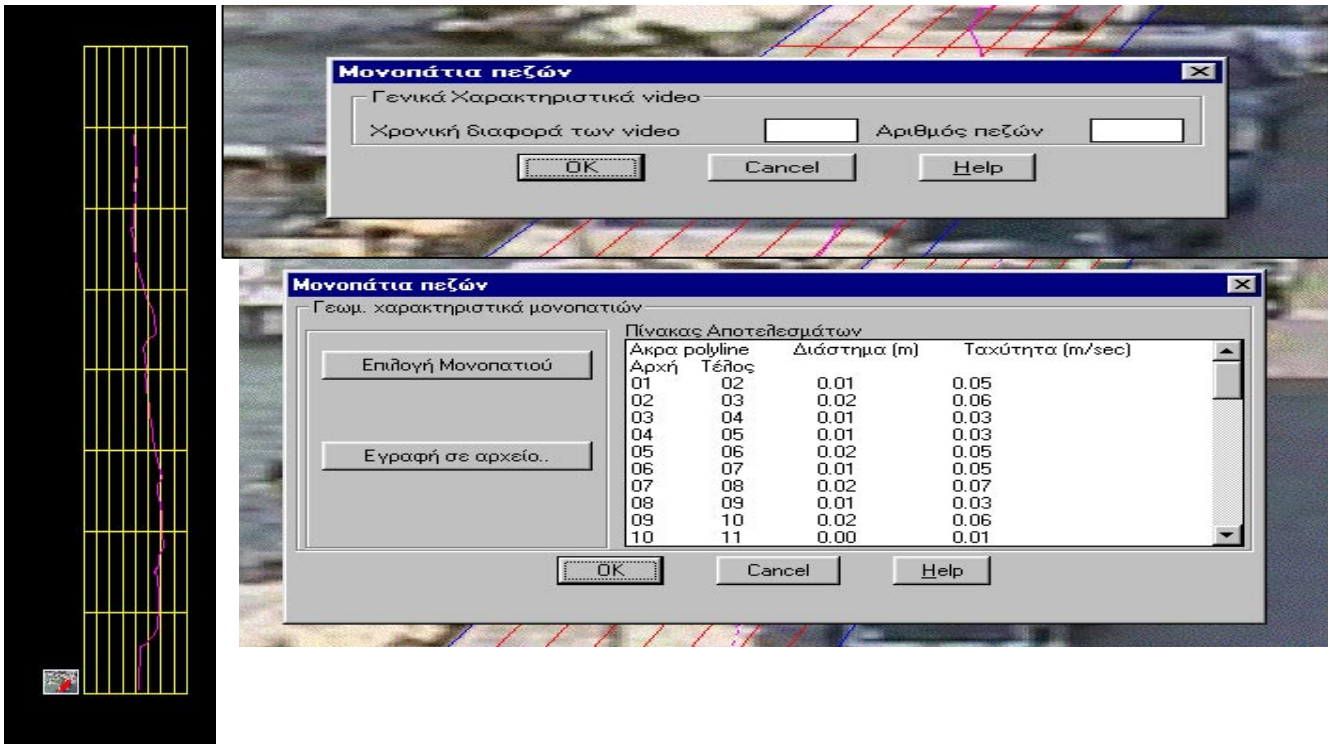 Μονοπάτια πεζών
Γενικά Χαρακτηριστικά video
Χρονική διαφορά των video Αριθμός πεζών
OK Cancel Help
Μονοπάτια πεζών
Γεωμ. χαρακτηριστικά μονοπατιών
Επιλογή Μονοπατιού
Εγραφή σε αρχείο..
Πίνακας Αποτελεσμάτων
Ακρα polyline Διάστημα (m) Ταχύτητα (m/sec)
Αρχή Τέλος
01 02 0.01 0.05
02 03 0.02 0.06
03 04 0.01 0.03
04 05 0.01 0.03
05 06 0.02 0.05
06 07 0.01 0.05
07 08 0.02 0.07
08 09 0.01 0.03
09 10 0.02 0.06
10 11 0.00 0.01
OK Cancel Help